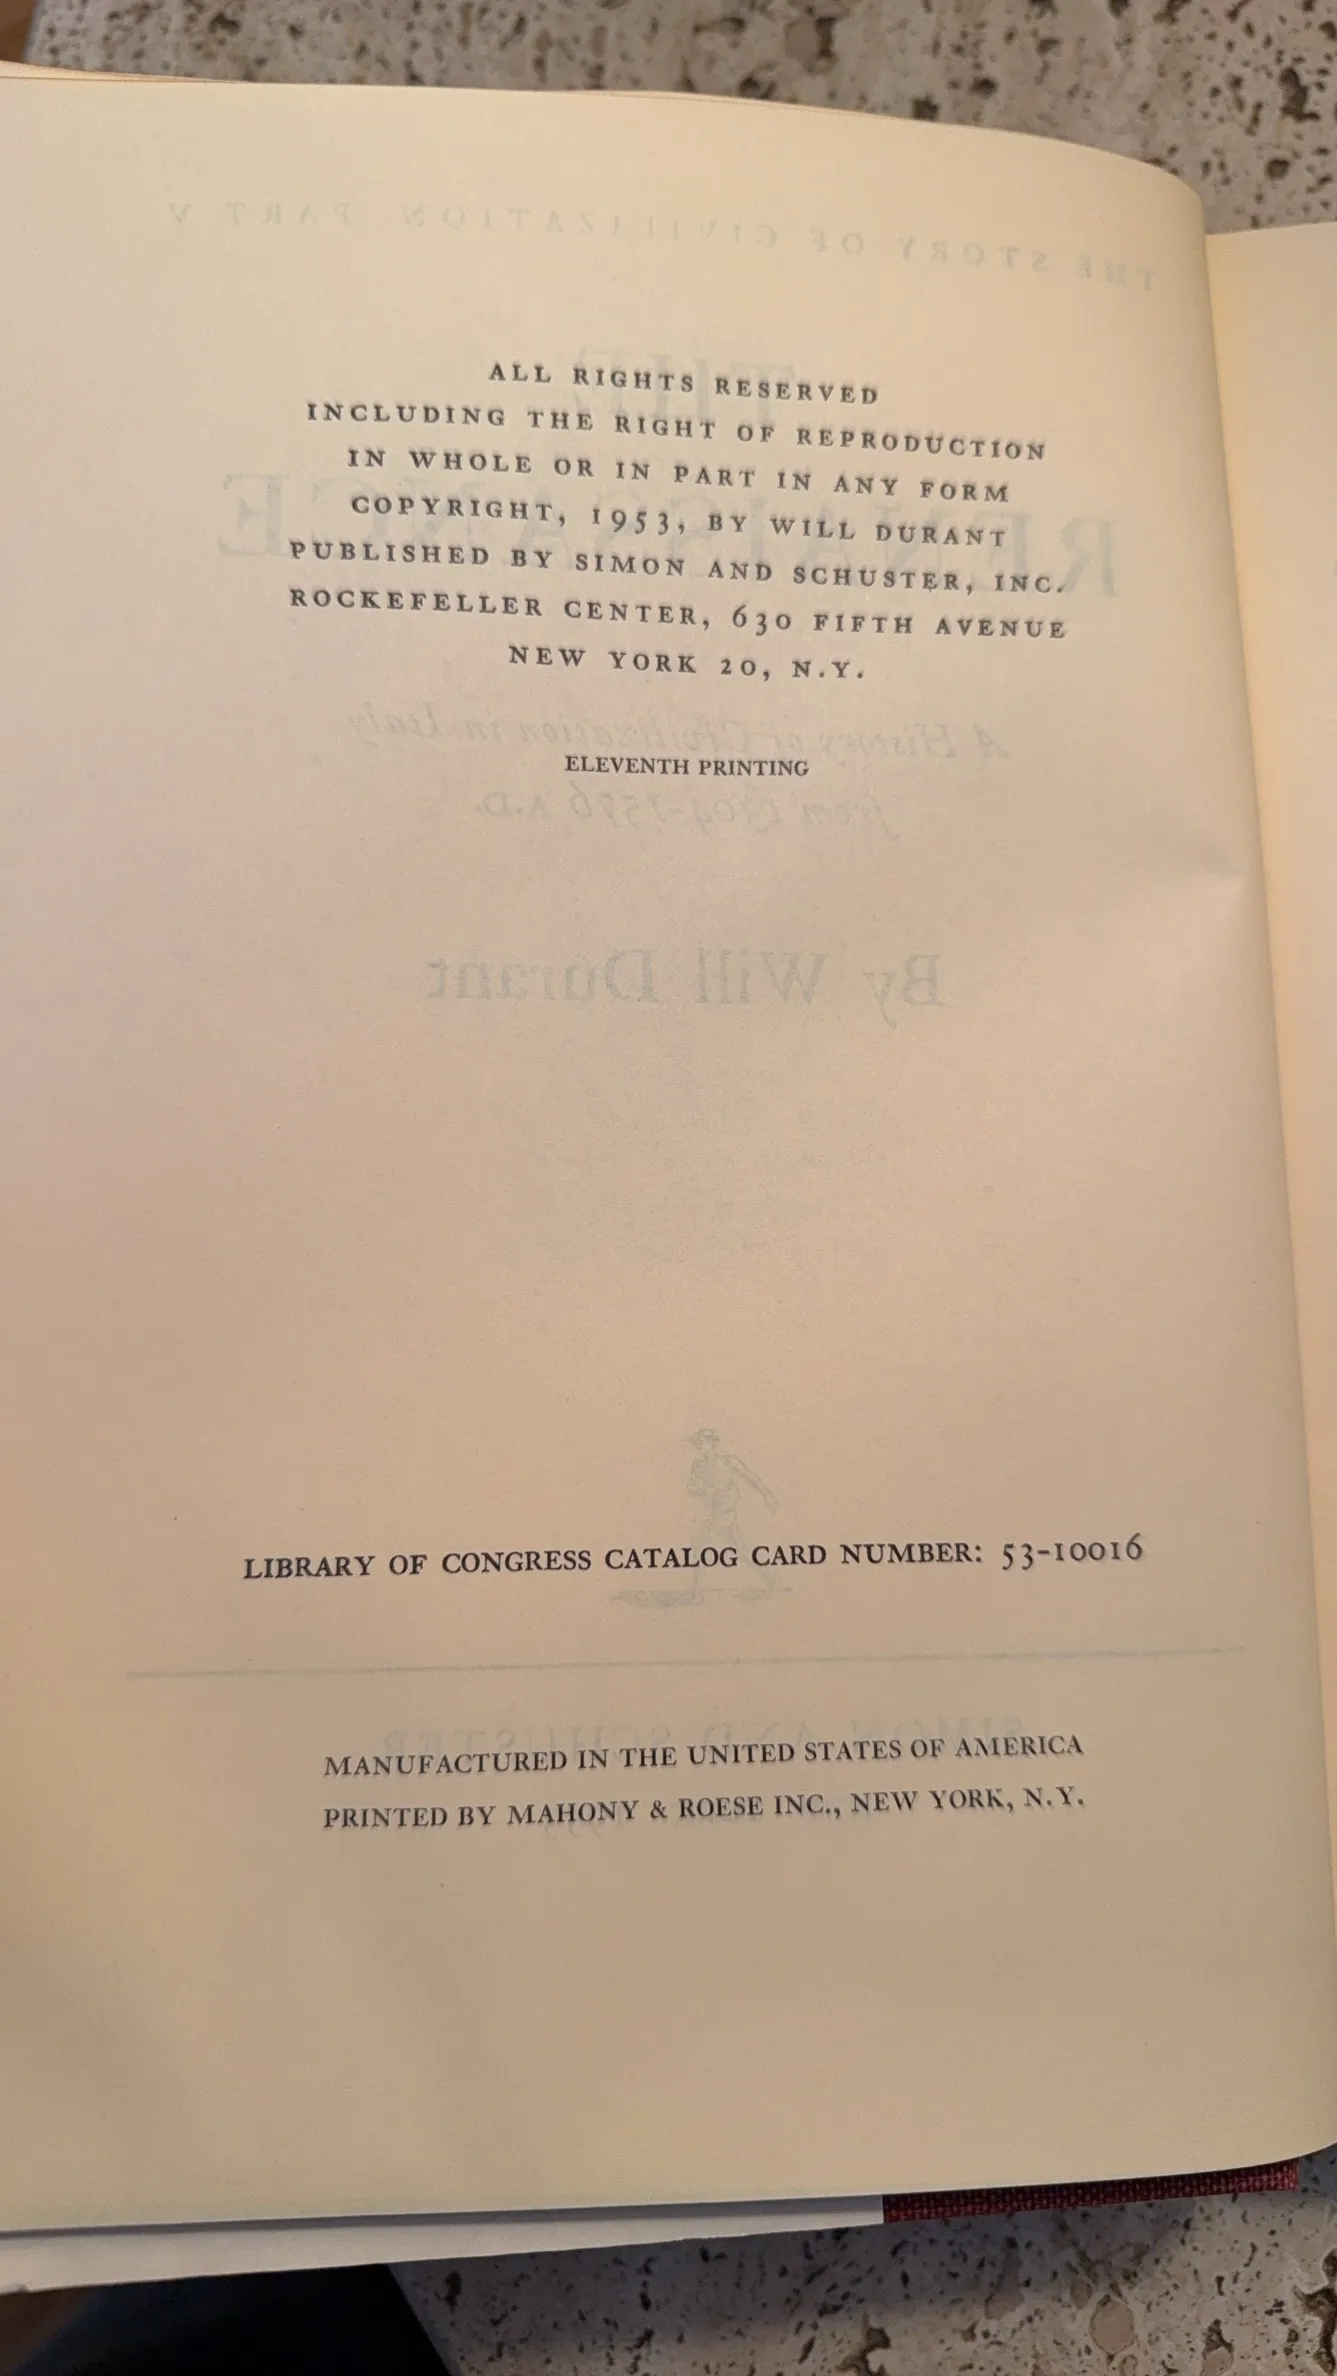 ALL RIGHTS RESERVED
INCLUDING THE RIGHT OF REPRODUCTION
IN WHOLE OR IN PART IN ANY FORM
COPYRIGHT, 1953, BY WILL DURANT
PUBLISHED BY SIMON AND SCHUSTER, INC.
ROCKEFELLER CENTER, 630 FIFTH AVENUE
NEW YORK 20, N.Y.
ELEVENTH PRINTING
LIBRARY OF CONGRESS CATALOG CARD NUMBER: 53-10016
MANUFACTURED IN THE UNITED STATES OF AMERICA
PRINTED BY MAHONY & ROESE INC., NEW YORK, N.Y.